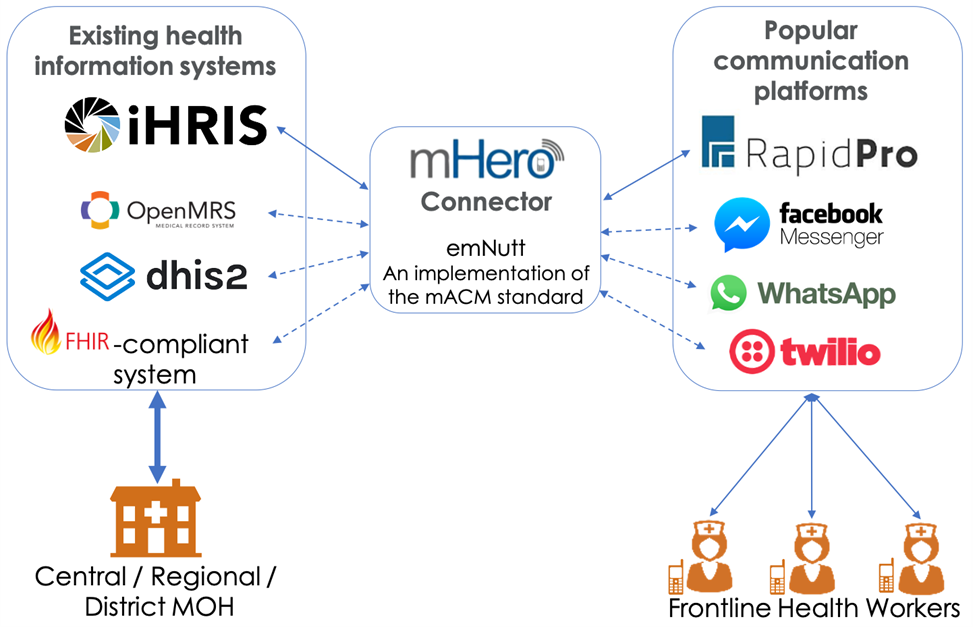 Existing health
information systems
iHRIS
OpenMRS
MEDICAL RECORD SYSTEM
dhis2
FHIR -compliant
system
Central / Regional /
District MOH
mHero
Connector
emNutt
An implementation of
the mACM standard
Popular
communication
platforms
RapidPro
facebook
Messenger
WhatsApp
twilio
Frontline Health Workers